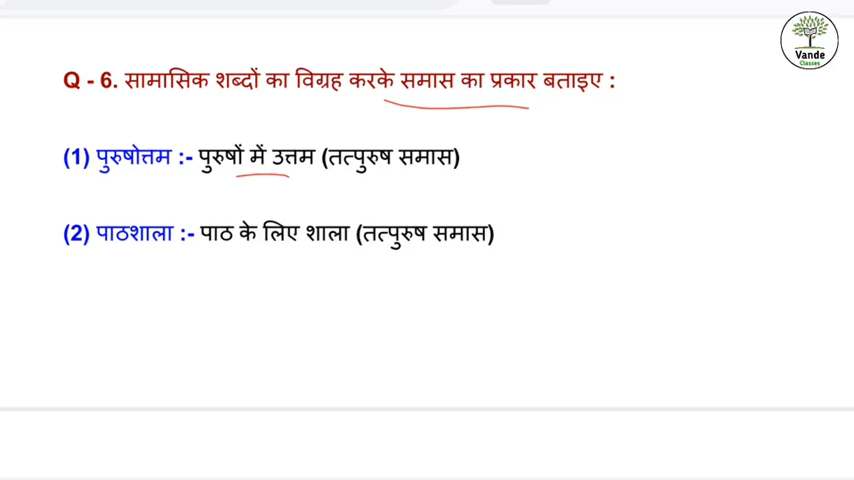 Vande
Classes
Q - 6. सामासिक शब्दों का विग्रह करके समास का प्रकार बताइए :
(1) पुरुषोत्तम :- पुरुषों में उत्तम (तत्पुरुष समास)
(2) पाठशाला :- पाठ के लिए शाला (तत्पुरुष समास)